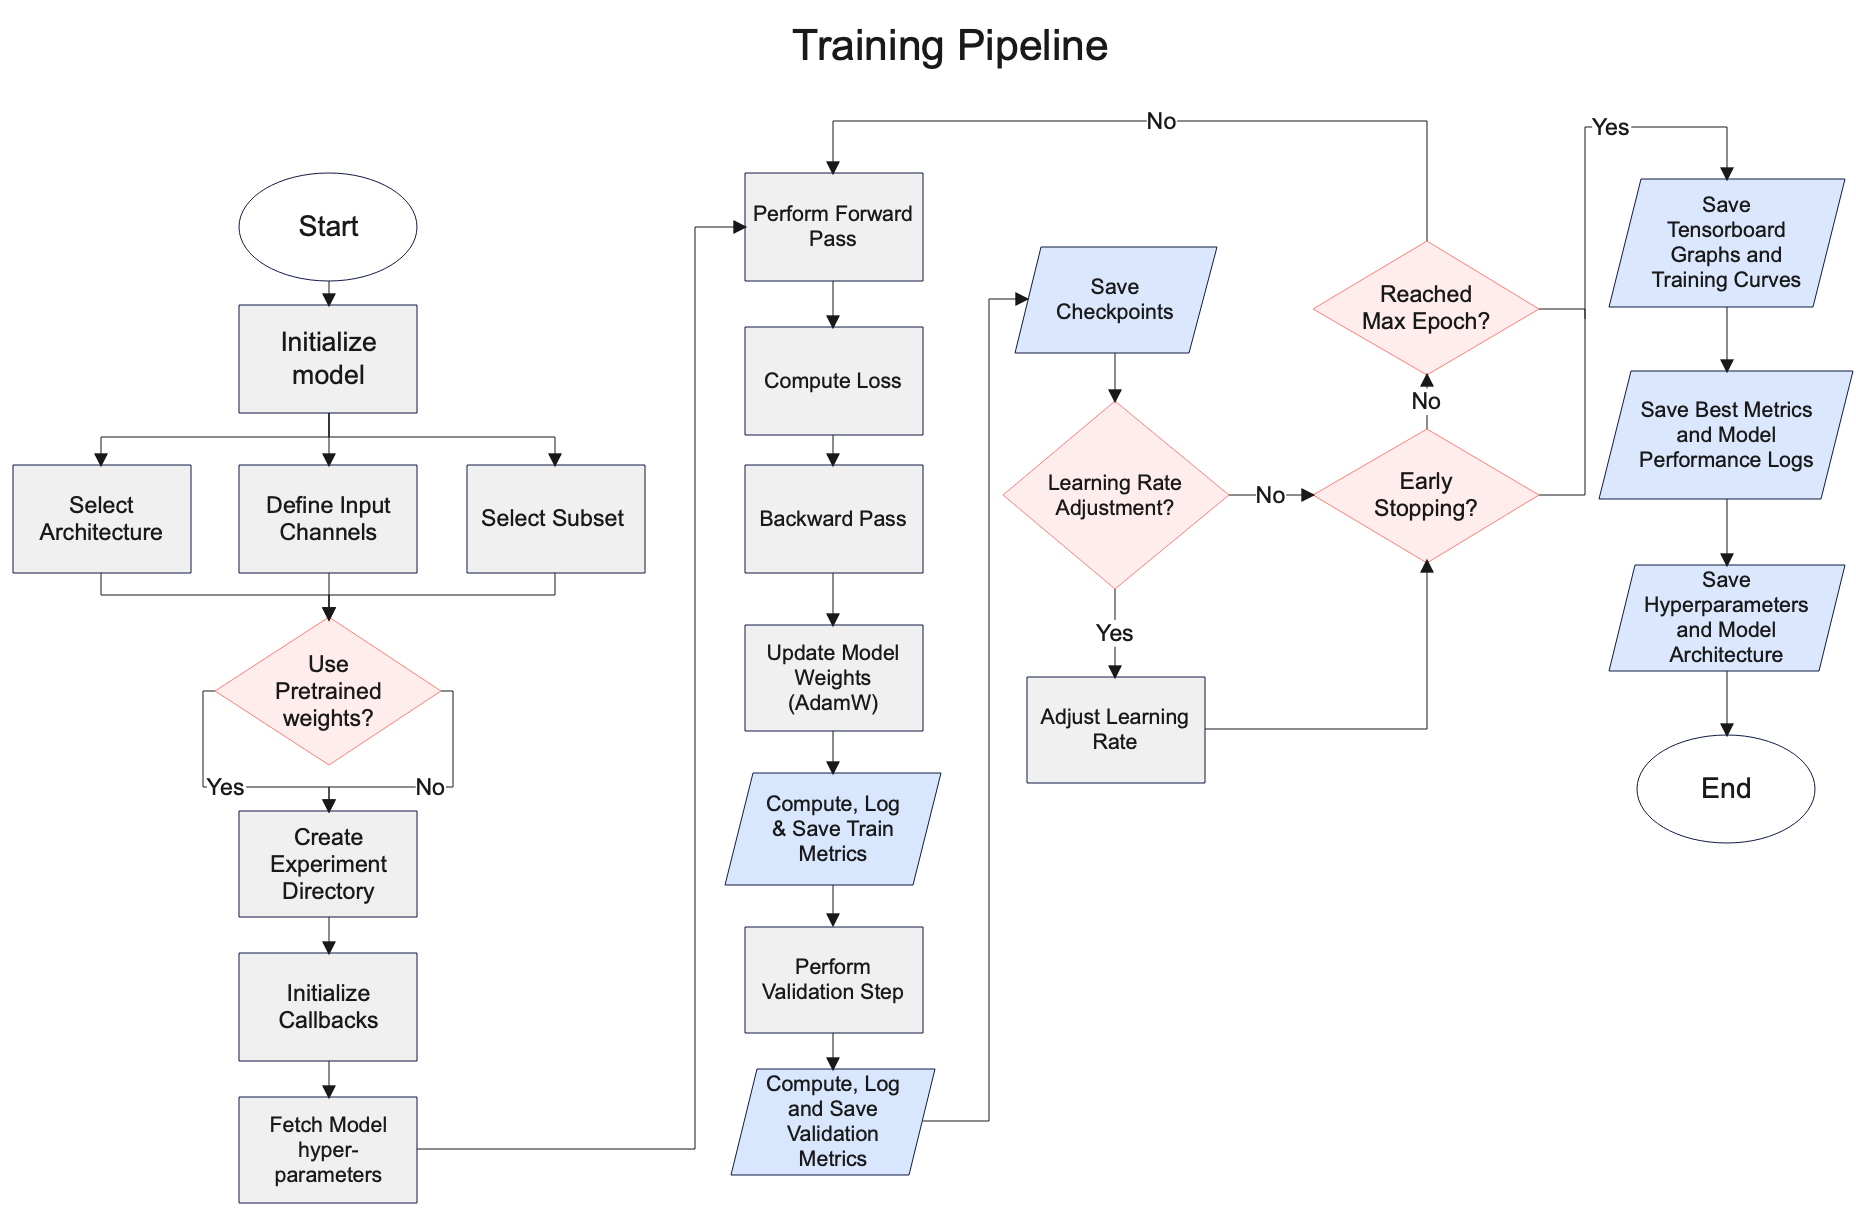 Training Pipeline
Start
Initialize
model
Select
Architecture
Define Input
Channels
Select Subset
Use
Pretrained
weights?
Yes
No
Create
Experiment
Directory
Initialize
Callbacks
Fetch Model
hyper-
parameters
Perform Forward
Pass
Compute Loss
Backward Pass
Update Model
Weights
(AdamW)
Compute, Log
& Save Train
Metrics
Perform
Validation Step
Compute, Log
and Save
Validation
Metrics
Save
Checkpoints
Learning Rate
Adjustment?
Yes
Adjust Learning
Rate
No
Early
Stopping?
No
Reached
Max Epoch?
No
Yes
Save
Tensorboard
Graphs and
Training Curves
Save Best Metrics
and Model
Performance Logs
Save
Hyperparameters
and Model
Architecture
End